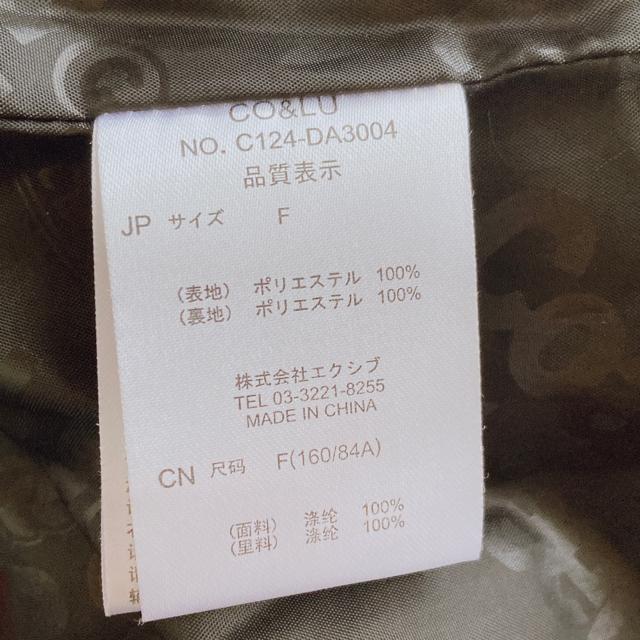 CO&LU
NO. C124-DA3004
品質表示
JP サイズ F
（表地） ポリエステル 100%
（裏地） ポリエステル 100%
株式会社エクシブ
TEL 03-3221-8255
MADE IN CHINA
CN 尺码 F(160/84A)
（面料） 涤纶 100%
（里料） 涤纶 100%